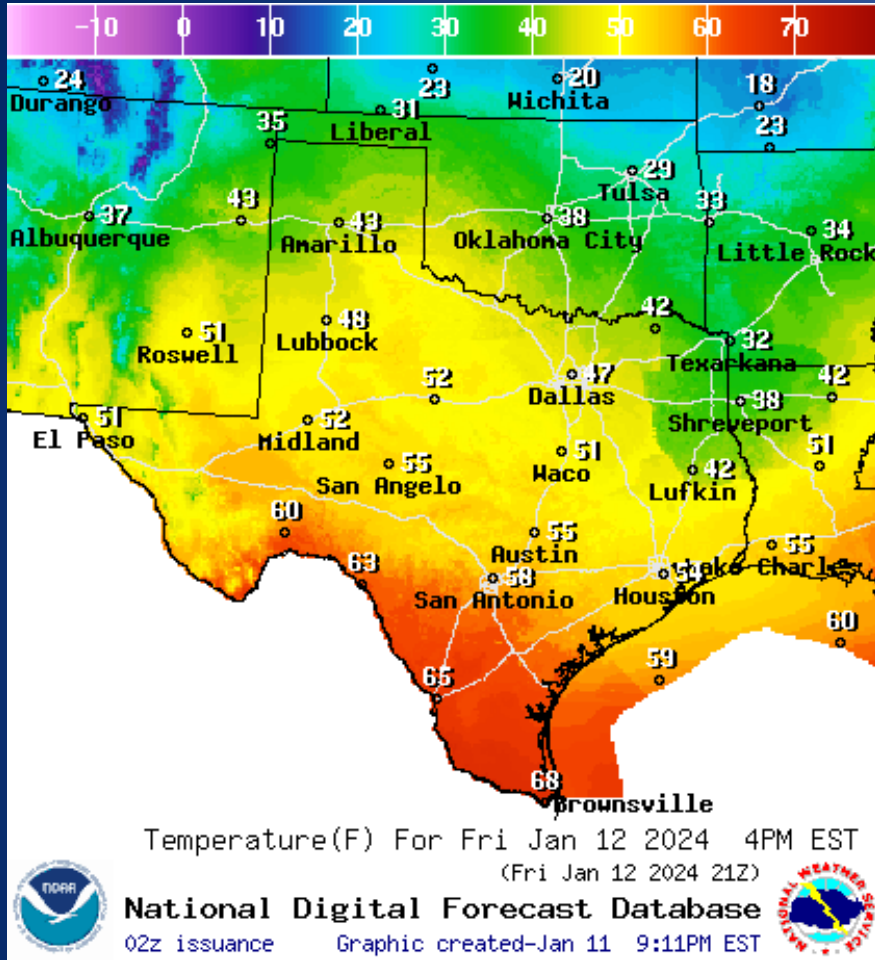 -10 0 10 20 30 40 50 60 70
24
Durango
23
20
Wichita
18
31
Liberal
35
23
29
Tulsa
37
Albuquerque
43
43
Amarillo
38
Oklahoma City
33
34
Little Rock
51
Roswell
48
Lubbock
42
32
Texarkana
47
Dallas
52
38
Shreveport
42
51
El Paso
52
Midland
55
San Angelo
51
Waco
42
Lufkin
51
60
55
Austin
55
Lake Charles
63
58
San Antonio
54
Houston
60
59
65
68
Brownsville
Temperature(F) For Fri Jan 12 2024 4PM EST
(Fri Jan 12 2024 21Z)
National Digital Forecast Database
02z issuance Graphic created-Jan 11 9:11PM EST
NOAA
NATIONAL WEATHER SERVICE